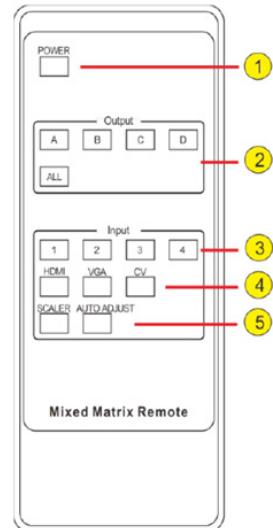 POWER
1
Output
A B C D
2
ALL
Input
1 2 3 4
3
HDMI VGA CV
4
SCALER AUTO ADJUST
5
Mixed Matrix Remote